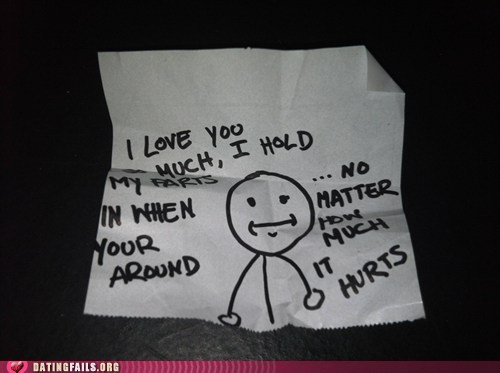 I LOVE YOU
MUCH, I HOLD
MY FARTS
IN WHEN
YOUR
AROUND
... NO
MATTER
HOW
MUCH
IT
HURTS
DATINGFAILS.ORG